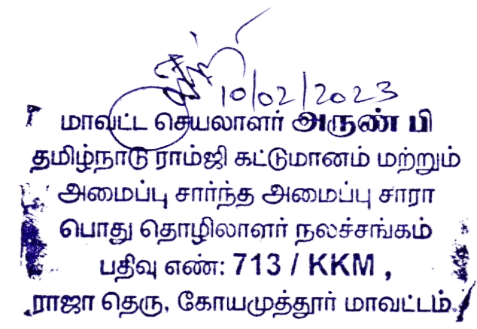 10/02/2023
மாவட்ட செயலாளர் அருண் பி
தமிழ்நாடு ராம்ஜி கட்டுமானம் மற்றும்
அமைப்பு சார்ந்த அமைப்பு சாரா
பொது தொழிலாளர் நலச்சங்கம்
பதிவு எண்: 713 / KKM ,
ராஜா தெரு, கோயமுத்தூர் மாவட்டம்.